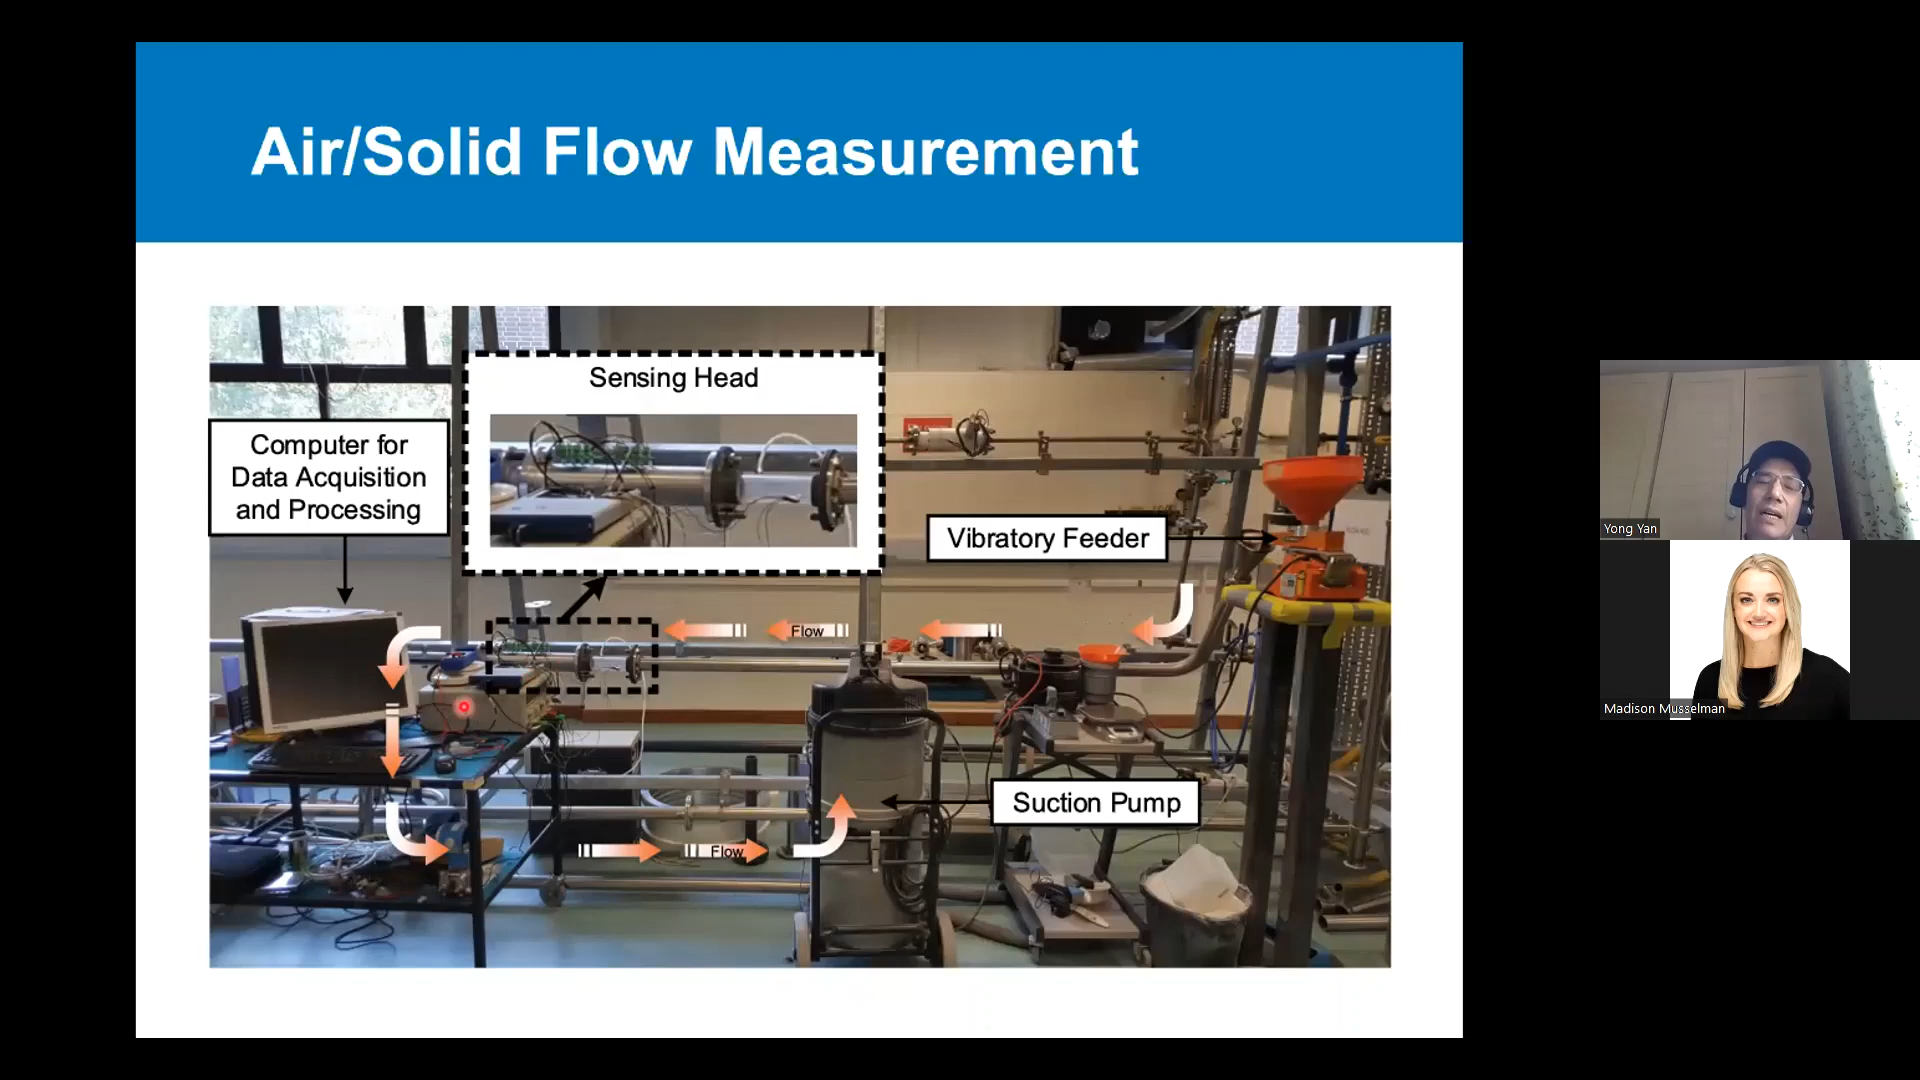 Air/Solid Flow Measurement
Sensing Head
Computer for
Data Acquisition
and Processing
Vibratory Feeder
Flow
Suction Pump
Flow
Yong Yan
Madison Musselman